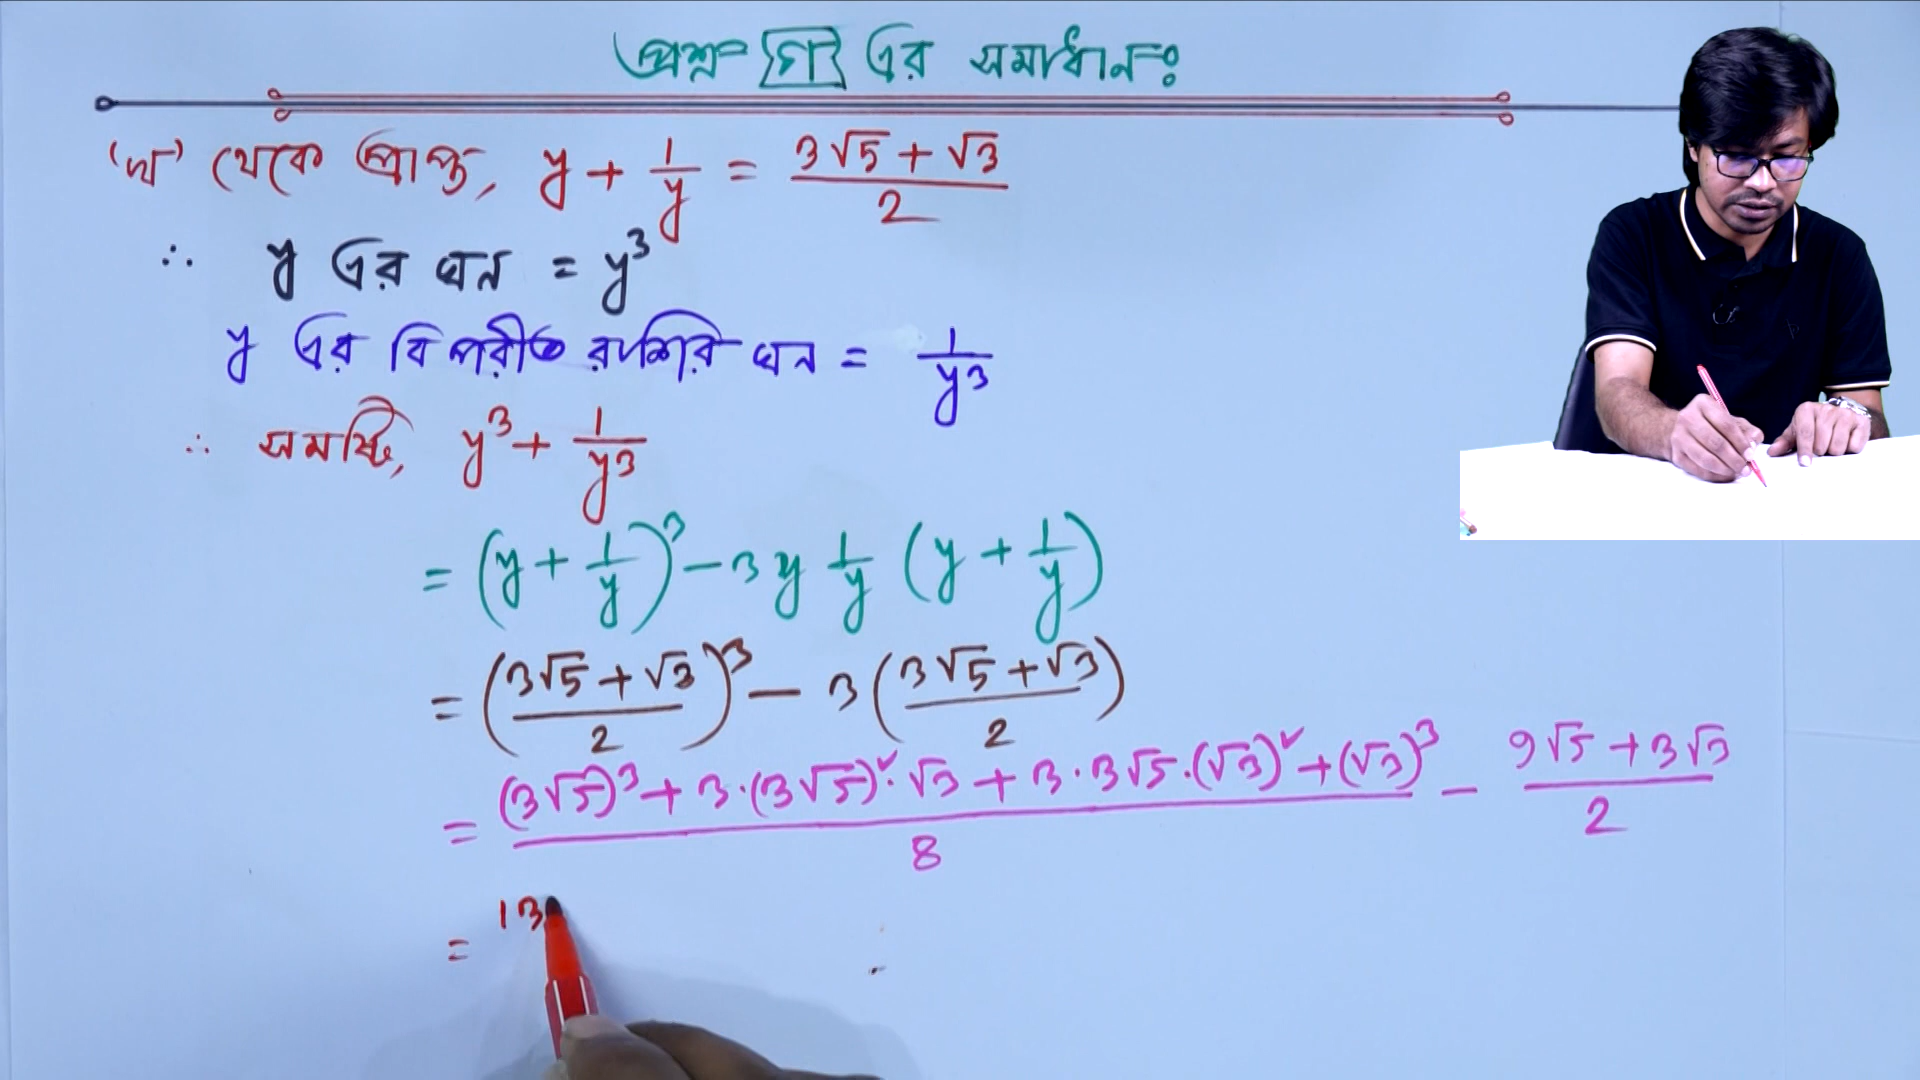 প্রশ্ন গ এর সমাধানঃ
'খ' থেকে প্রাপ্ত, y + 1/y = (3√5 + √3)/2
∴ y এর ঘন = y³
y এর বিপরীত রাশির ঘন = 1/y³
∴ সমষ্টি, y³ + 1/y³
= (y + 1/y)³ - 3 y 1/y (y + 1/y)
= ((3√5 + √3)/2)³ - 3((3√5 + √3)/2)
= ((3√5)³ + 3·(3√5)²·√3 + 3·3√5·(√3)² + (√3)³)/8 - (9√5 + 3√3)/2
= 13